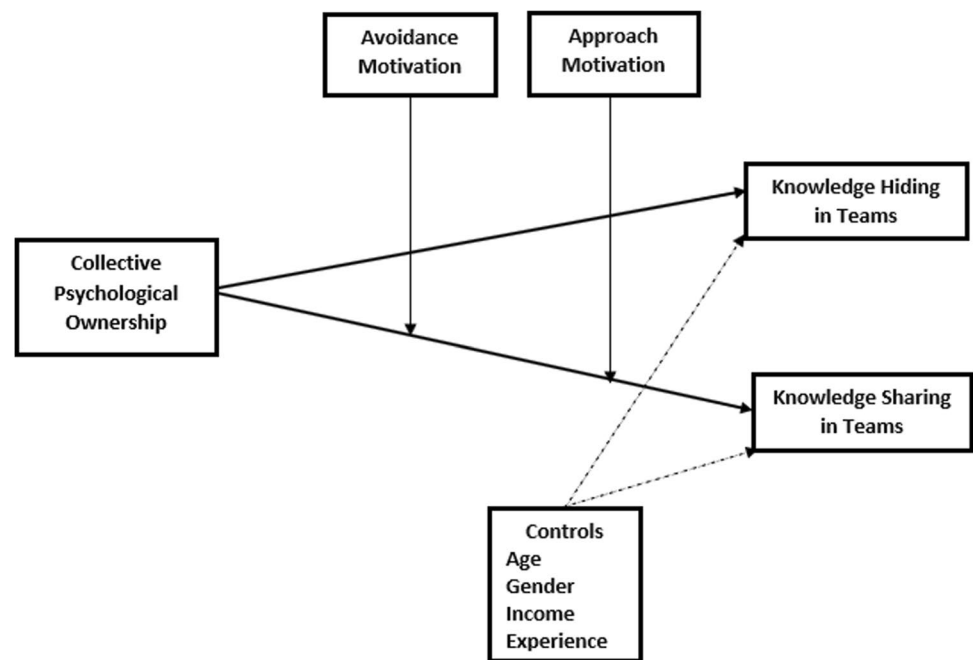 Avoidance
Motivation
Approach
Motivation
Knowledge Hiding
in Teams
Collective
Psychological
Ownership
Knowledge Sharing
in Teams
Controls
Age
Gender
Income
Experience